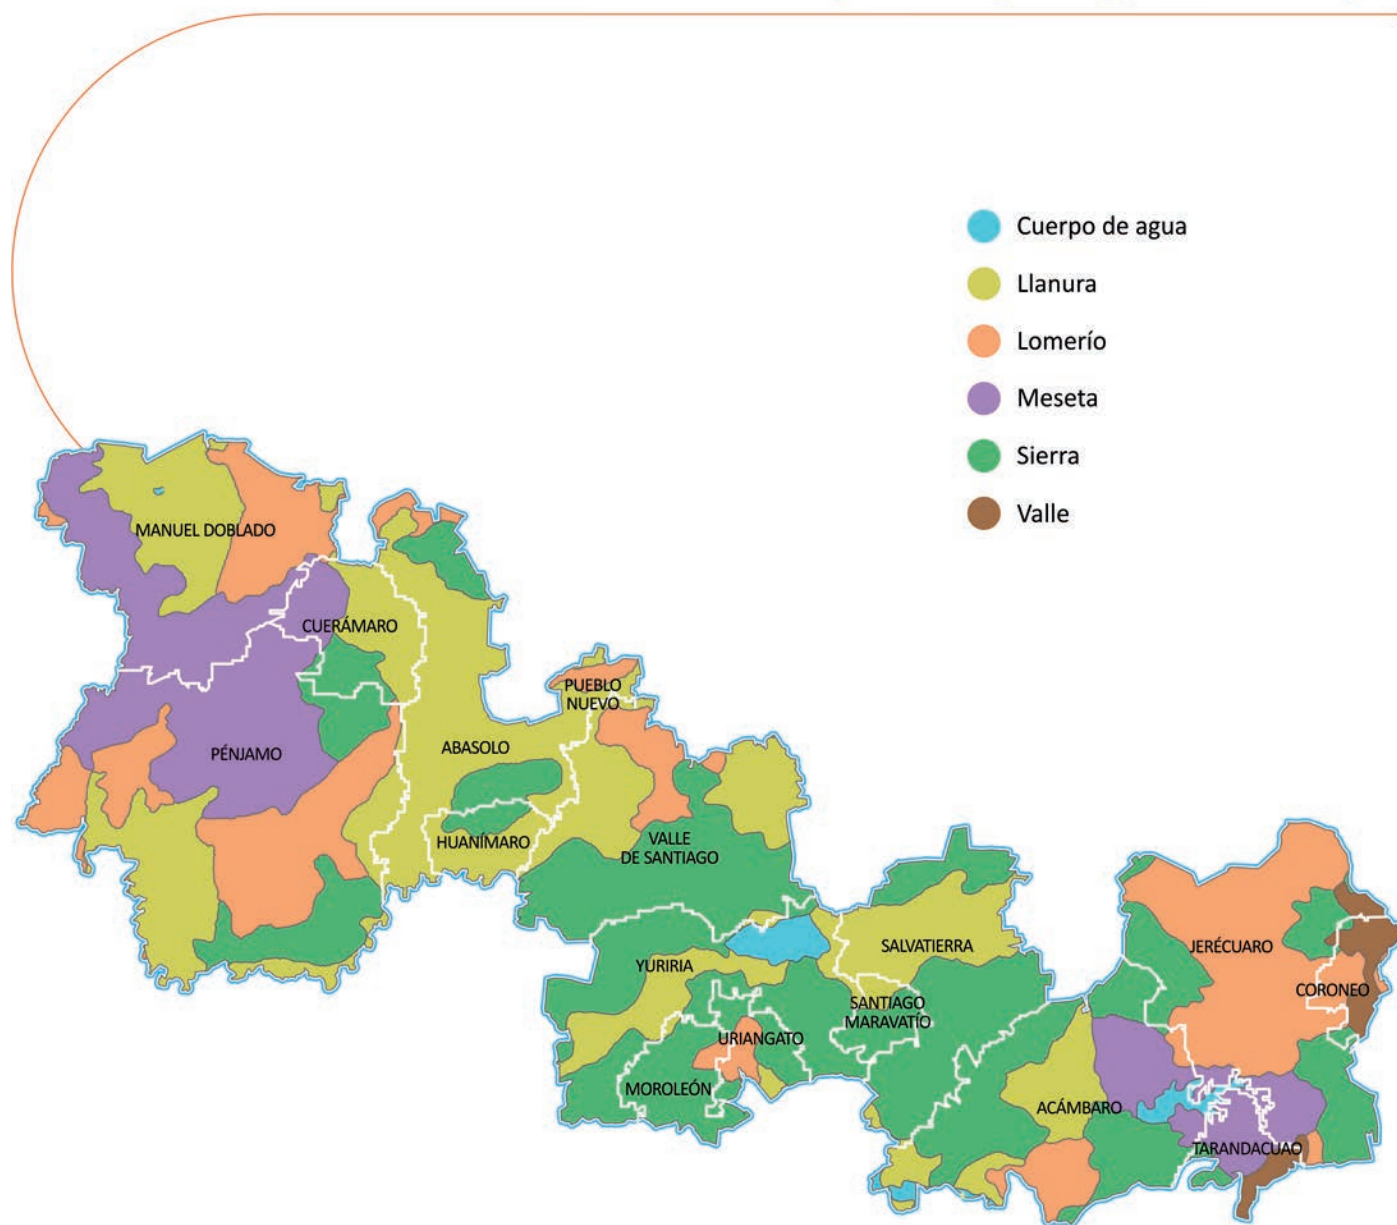 Cuerpo de agua
Llanura
Lomerío
Meseta
Sierra
Valle
MANUEL DOBLADO
CUERÁMARO
PUEBLO
NUEVO
PÉNJAMO
ABASOLO
HUANÍMARO
VALLE
DE SANTIAGO
YURIRIA
SALVATIERRA
SANTIAGO
MARAVATÍO
URIANGATO
MOROLEÓN
JERÉCUARO
CORONEO
ACÁMBARO
TARANDACUAO